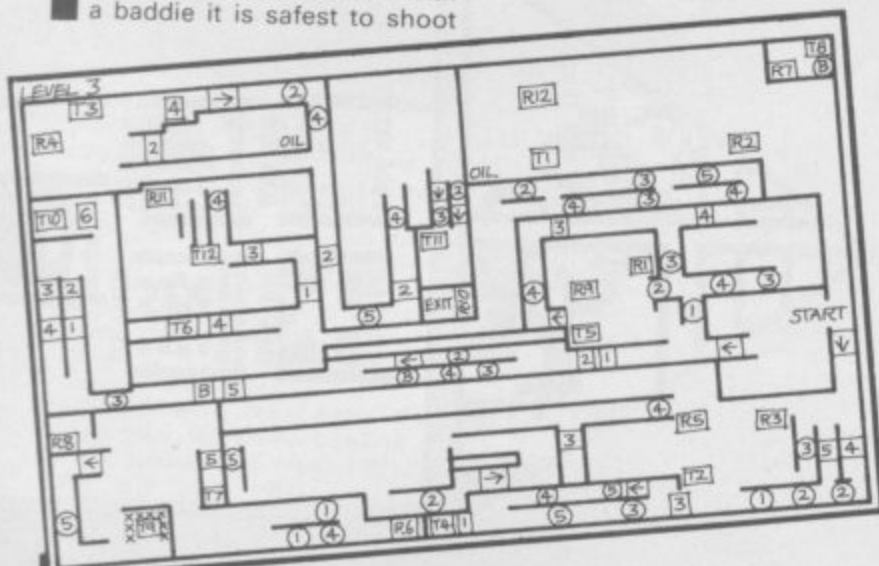 a baddie it is safest to shoot
LEVEL 3
T3 4 → 2
R4 2 OIL 4
R12
R7 T8 B
T1 R2
OIL
T10 6 R11 4
T12 3
4 ↓ 2
3 ↓
T11
2 3 5
4 3 4
3 4
3 2
4 1
1 2
T6 4
2 EXIT R10
5
4 R9 R1 3
2 4 3
1
← T5
START
↓
3 B 5
← 2
B 4 3
2 1
←
R8
←
5 5
T7
4 R5 R3
3
3 5 4
→
T2
5
T9
1
1 4
2
R6 T4 1
4 5 ←
5 3
3
1 2 2